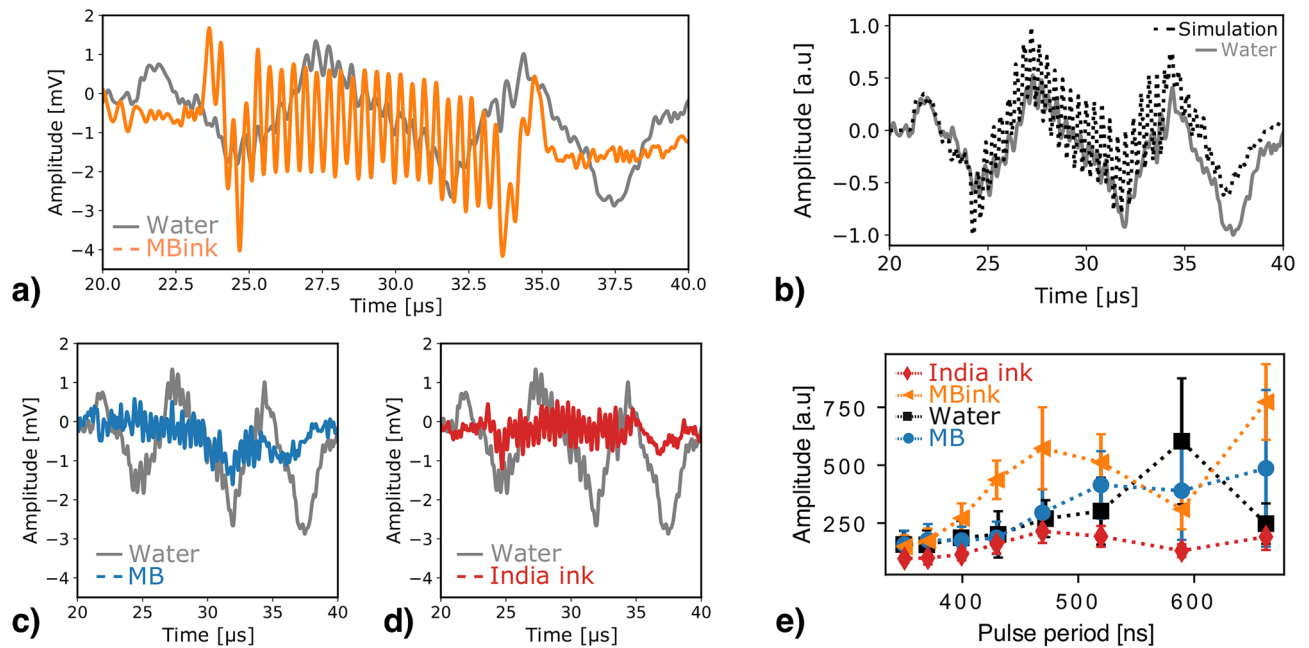 2
1
0
−1
−2
−3
−4
Amplitude [mV]
Water
MBink
20.0 22.5 25.0 27.5 30.0 32.5 35.0 37.5 40.0
Time [µs]
a)
1.0
0.5
0.0
−0.5
−1.0
Amplitude [a.u]
Simulation
Water
20 25 30 35 40
Time [µs]
b)
2
1
0
−1
−2
−3
−4
Amplitude [mV]
Water
MB
20 25 30 35 40
Time [µs]
c)
2
1
0
−1
−2
−3
−4
Amplitude [mV]
Water
India ink
20 25 30 35 40
Time [µs]
d)
750
500
250
Amplitude [a.u]
India ink
MBink
Water
MB
400 500 600
Pulse period [ns]
e)